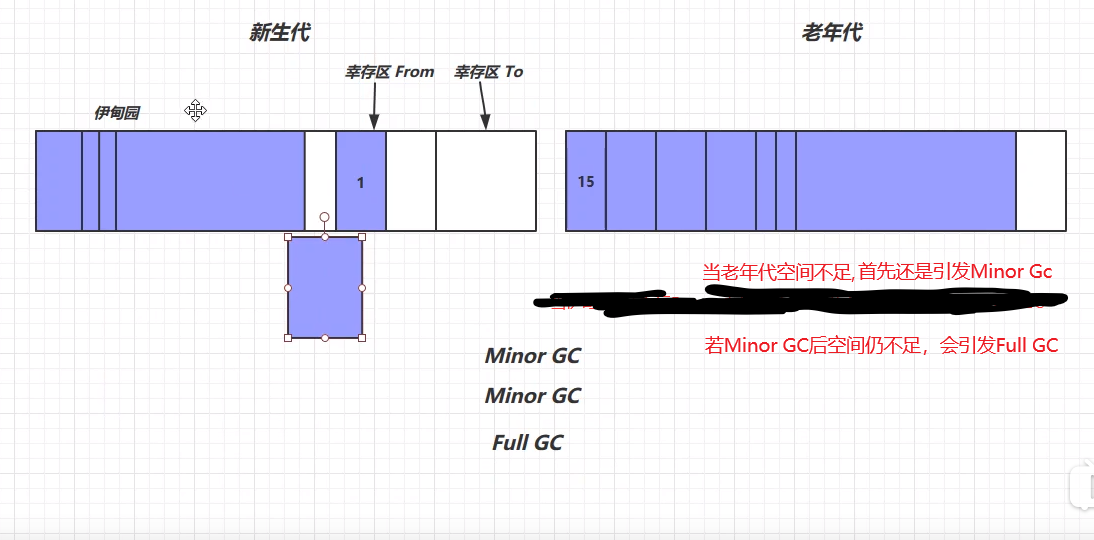 新生代
老年代
幸存区 From
幸存区 To
伊甸园
1
15
当老年代空间不足,首先还是引发Minor Gc
若Minor GC后空间仍不足，会引发Full GC
Minor GC
Minor GC
Full GC